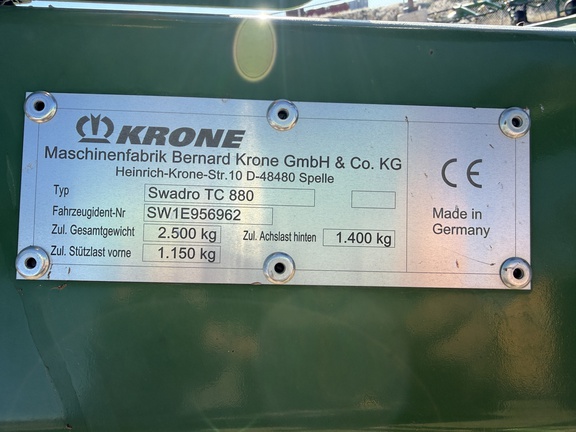 KRONE
Maschinenfabrik Bernard Krone GmbH & Co. KG
Heinrich-Krone-Str.10 D-48480 Spelle
Typ Swadro TC 880
Fahrzeugident-Nr SW1E956962
Zul. Gesamtgewicht 2.500 kg Zul. Achslast hinten 1.400 kg
Zul. Stützlast vorne 1.150 kg
CE
Made in
Germany